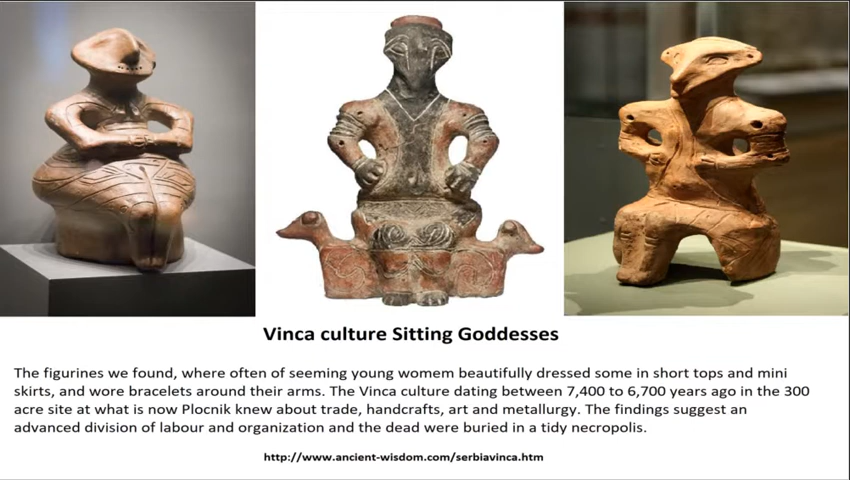 Vinca culture Sitting Goddesses
The figurines we found, where often of seeming young womem beautifully dressed some in short tops and mini
skirts, and wore bracelets around their arms. The Vinca culture dating between 7,400 to 6,700 years ago in the 300
acre site at what is now Plocnik knew about trade, handcrafts, art and metallurgy. The findings suggest an
advanced division of labour and organization and the dead were buried in a tidy necropolis.
http://www.ancient-wisdom.com/serbiavinca.htm